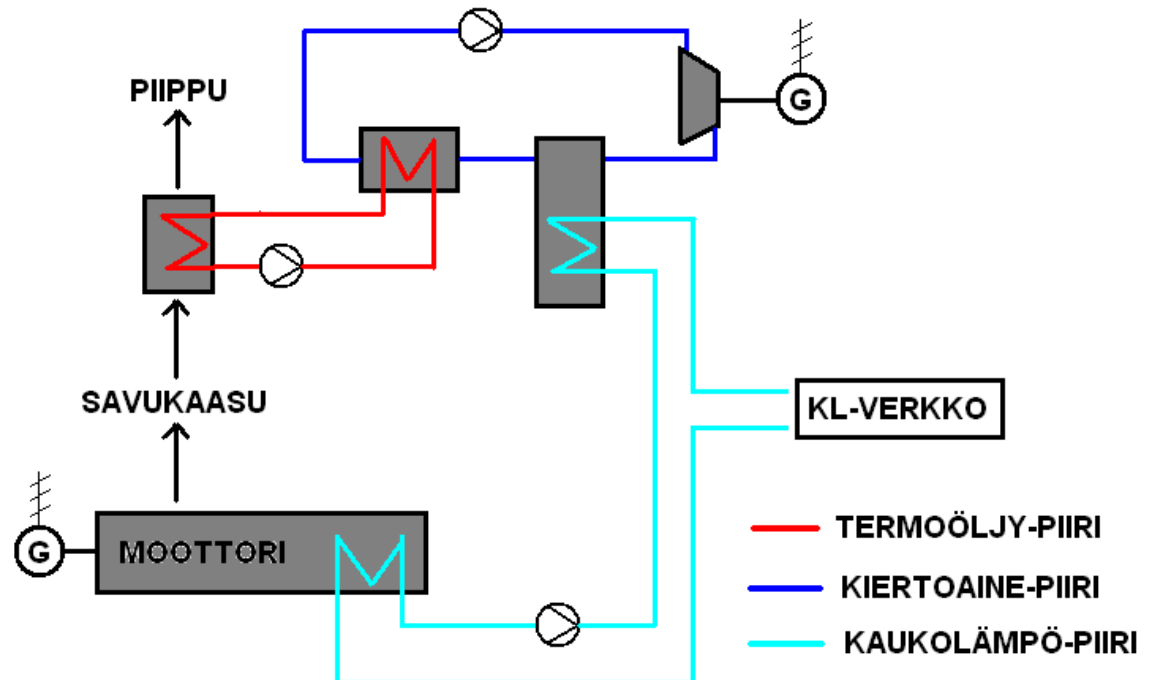 PIIPPU
G
SAVUKAASU
KL-VERKKO
G
MOOTTORI
TERMOÖLJY-PIIRI
KIERTOAINE-PIIRI
KAUKOLÄMPÖ-PIIRI